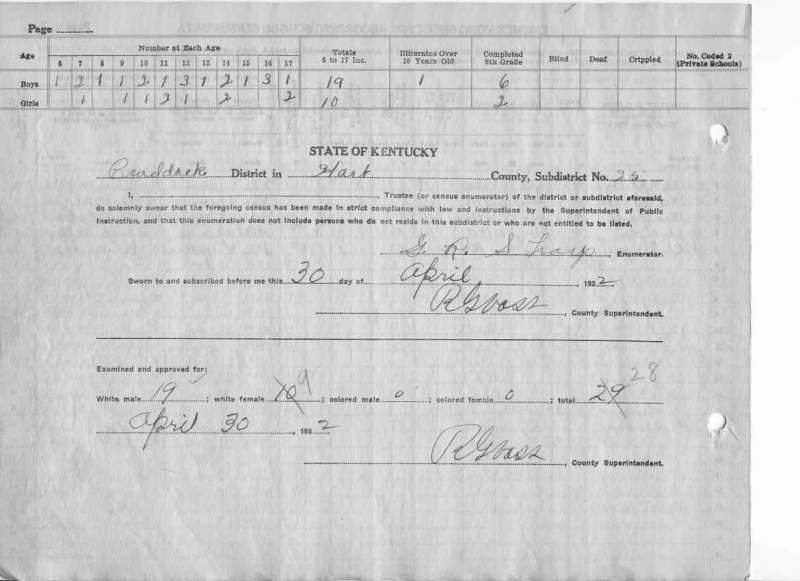 Page
Age Number at Each Age Totals 6 to 17 Inc. Illiterates Over 10 Years Old Completed 8th Grade Blind Deaf Crippled No. Coded 2 (Private Schools)
6 7 8 9 10 11 12 13 14 15 16 17
Boys 1 2 1 1 2 1 3 1 2 1 3 1 19 1 6
Girls 1 1 1 3 1 2 2 10 2
STATE OF KENTUCKY
District in Hart County, Subdistrict No. 25
I, , Trustee (or census enumerator) of the district or subdistrict aforesaid,
do solemnly swear that the foregoing census has been made in strict compliance with law and instructions by the Superintendent of Public
Instruction, and that this enumeration does not include persons who do not reside in this subdistrict or who are not entitled to be listed.
G. R. Sharp, Enumerator.
Sworn to and subscribed before me this 30 day of April, 1932.
, County Superintendent.
Examined and approved for:
White, male 19; white female 10 9; colored male 0; colored female 0; total 29 28
April 30, 1932
, County Superintendent.